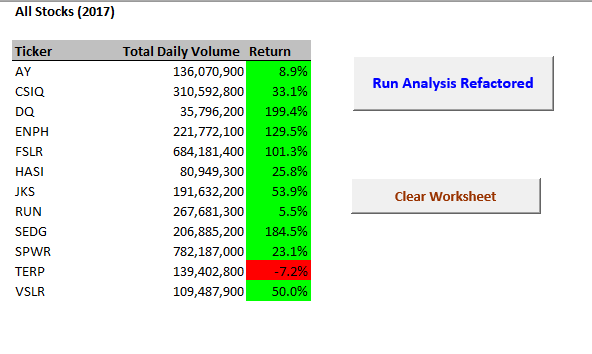 All Stocks (2017)
Ticker Total Daily Volume Return
AY 136,070,900 8.9%
CSIQ 310,592,800 33.1%
DQ 35,796,200 199.4%
ENPH 221,772,100 129.5%
FSLR 684,181,400 101.3%
HASI 80,949,300 25.8%
JKS 191,632,200 53.9%
RUN 267,681,300 5.5%
SEDG 206,885,200 184.5%
SPWR 782,187,000 23.1%
TERP 139,402,800 -7.2%
VSLR 109,487,900 50.0%
Run Analysis Refactored
Clear Worksheet